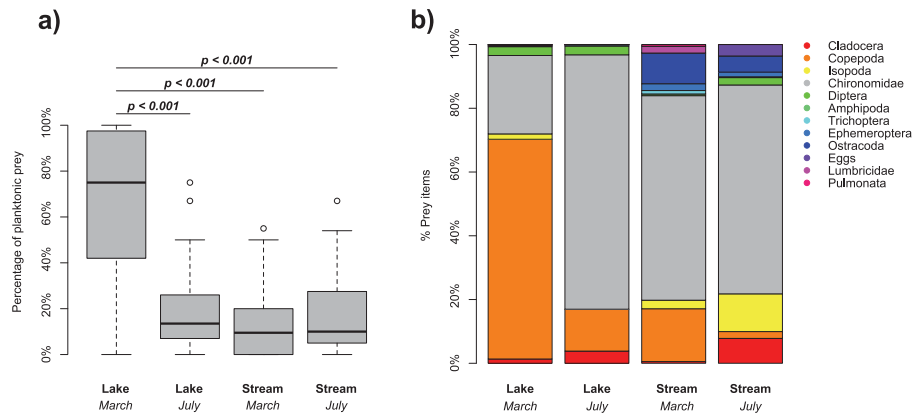 a)
p < 0.001
p < 0.001
p < 0.001
Percentage of planktonic prey
100%
80%
60%
40%
20%
0%
Lake
March
Lake
July
Stream
March
Stream
July
b)
% Prey items
100%
80%
60%
40%
20%
0%
Lake
March
Lake
July
Stream
March
Stream
July
Cladocera
Copepoda
Isopoda
Chironomidae
Diptera
Amphipoda
Trichoptera
Ephemeroptera
Ostracoda
Eggs
Lumbricidae
Pulmonata